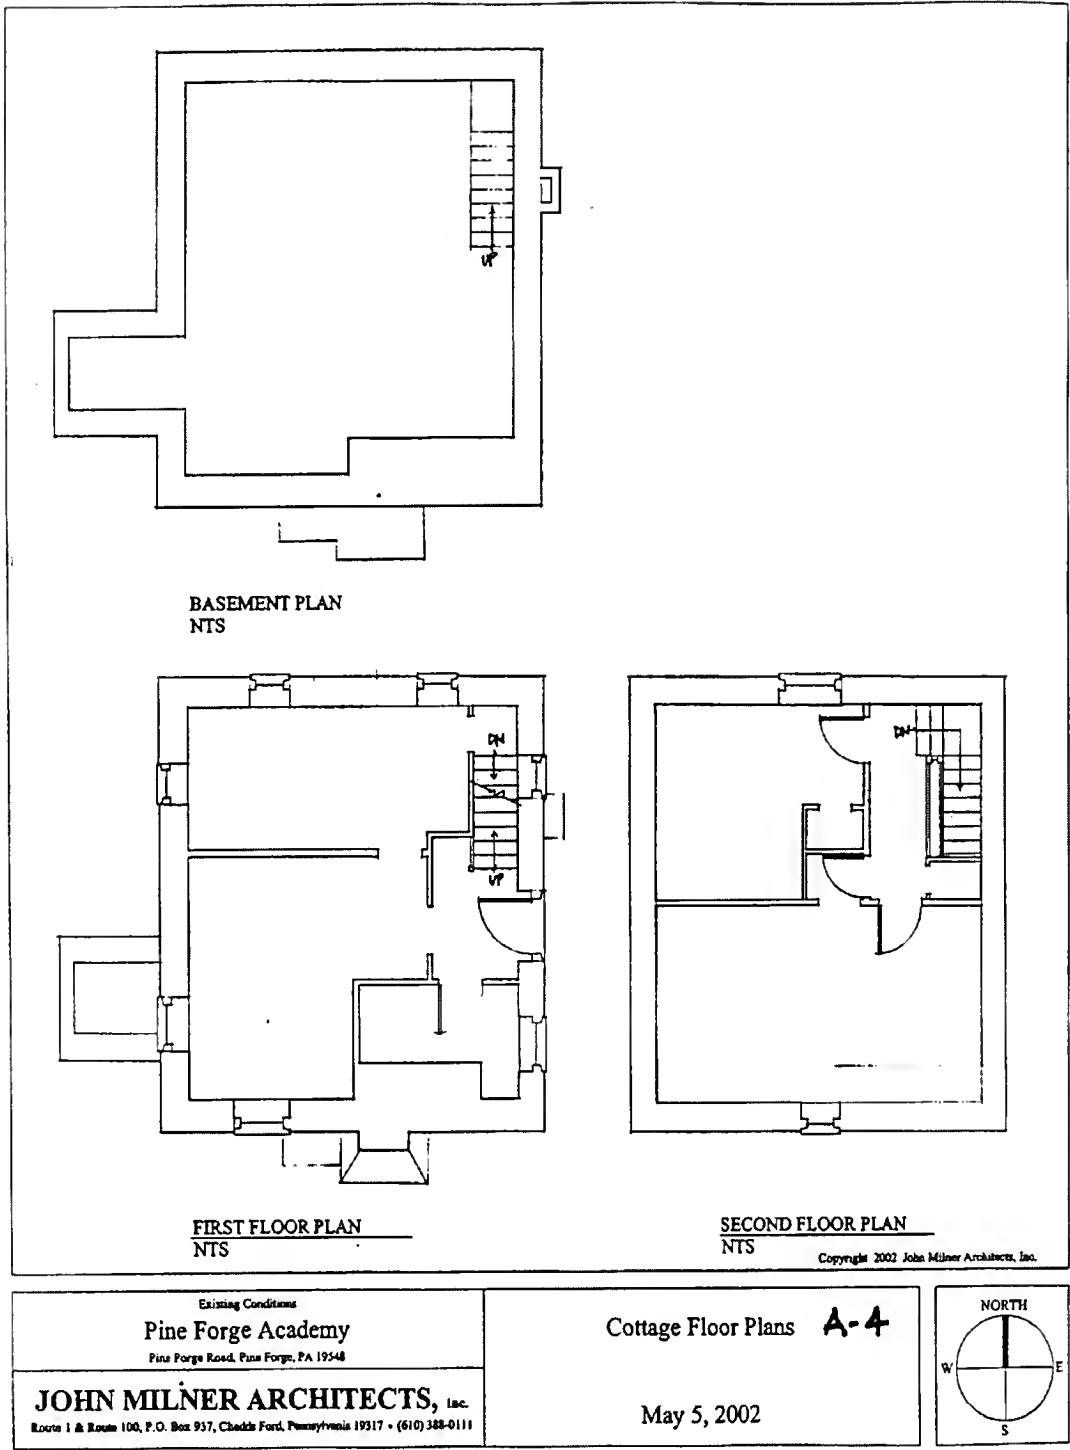 UP
BASEMENT PLAN
NTS
DN
UP
DN
FIRST FLOOR PLAN
NTS
SECOND FLOOR PLAN
NTS
Copyright 2002 John Milner Architects, Inc.
Existing Conditions
Pine Forge Academy
Pine Forge Road, Pine Forge, PA 19548
JOHN MILNER ARCHITECTS, Inc.
Route 1 & Route 100, P.O. Box 937, Chadds Ford, Pennsylvania 19317 • (610) 388-0111
Cottage Floor Plans A-4
May 5, 2002
NORTH
W E
S